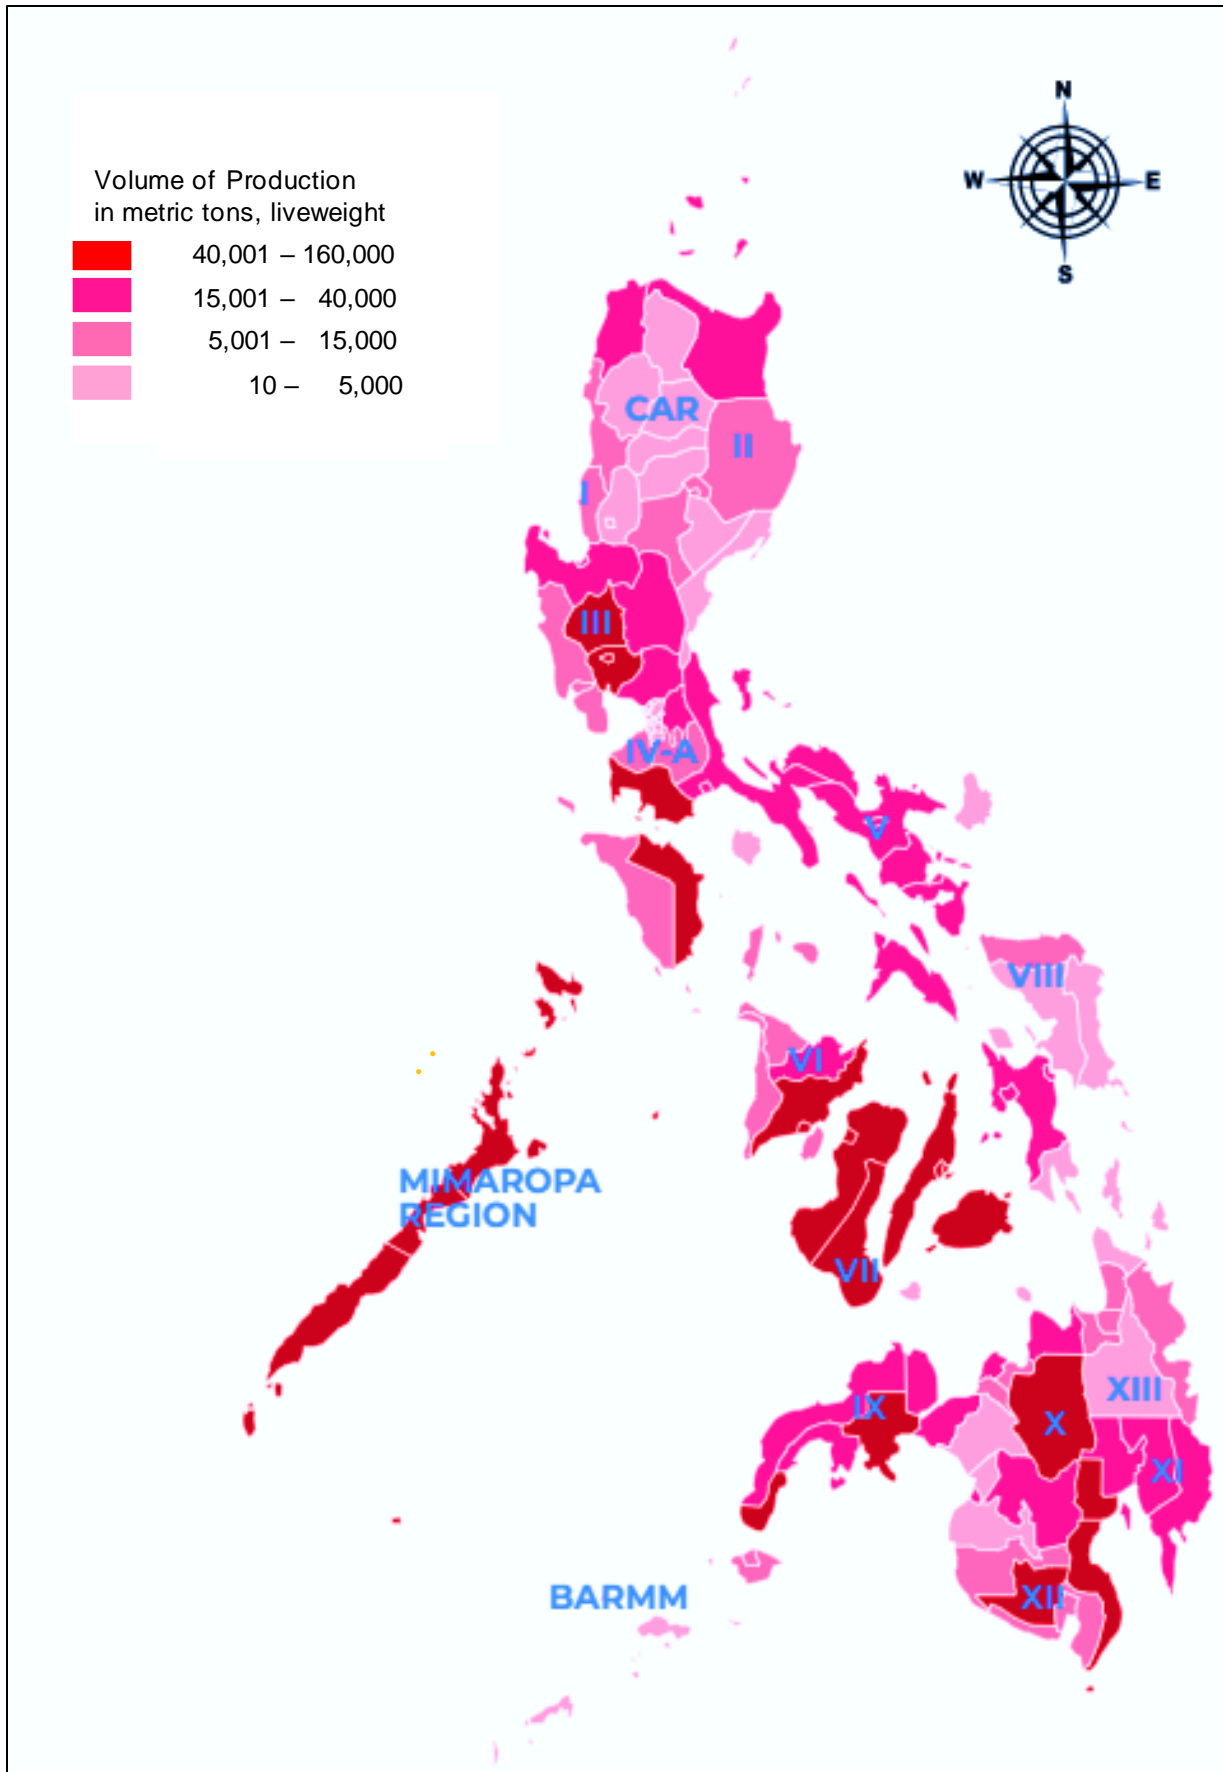 N
W
E
S
Volume of Production
in metric tons, liveweight
40,001 – 160,000
15,001 – 40,000
5,001 – 15,000
10 – 5,000
CAR
II
I
III
IV-A
V
VIII
VI
MIMAROPA
REGION
VII
XIII
IX
X
XI
XII
BARMM